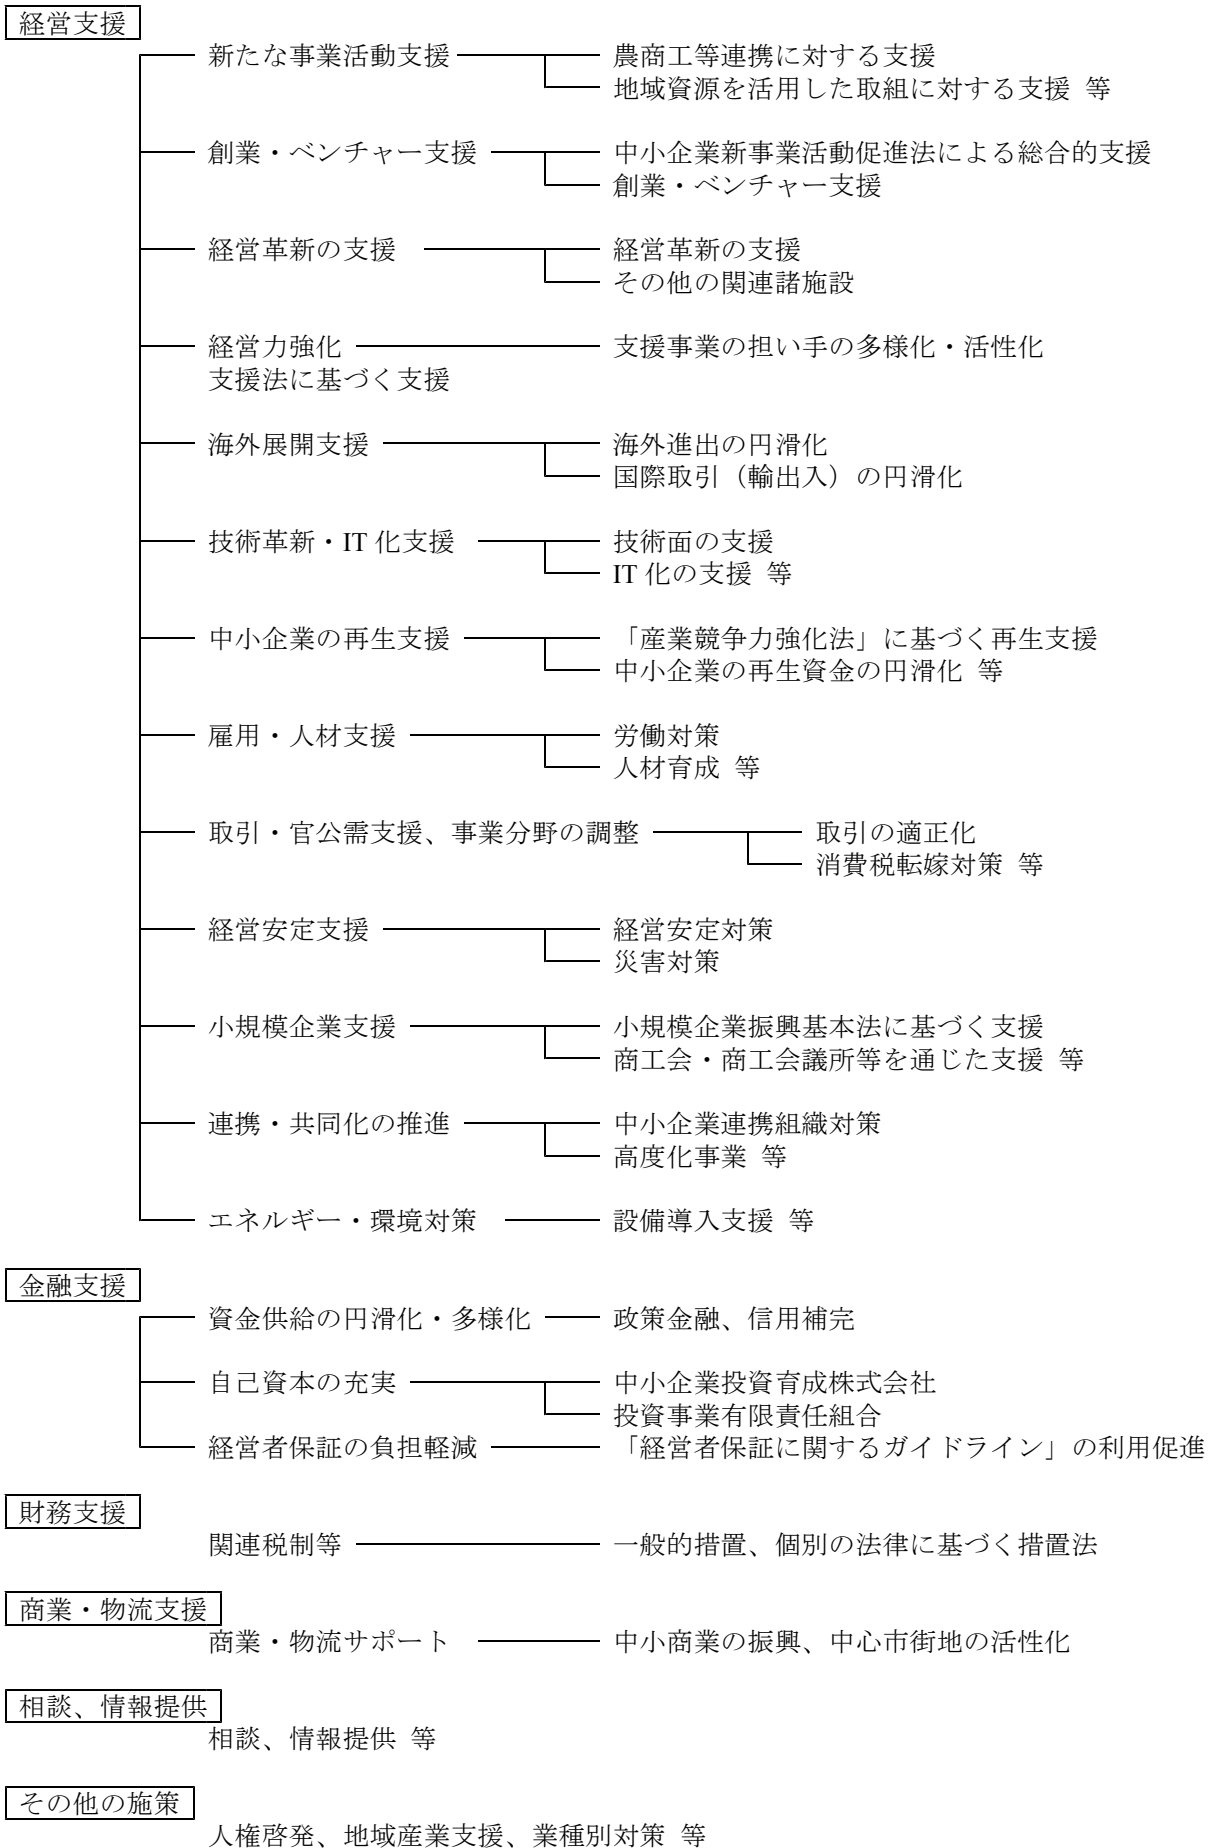 経営支援
新たな事業活動支援 農商工等連携に対する支援
地域資源を活用した取組に対する支援 等
創業・ベンチャー支援 中小企業新事業活動促進法による総合的支援
創業・ベンチャー支援
経営革新の支援 経営革新の支援
その他の関連諸施設
経営力強化 支援事業の担い手の多様化・活性化
支援法に基づく支援
海外展開支援 海外進出の円滑化
国際取引（輸出入）の円滑化
技術革新・IT 化支援 技術面の支援
IT 化の支援 等
中小企業の再生支援 「産業競争力強化法」に基づく再生支援
中小企業の再生資金の円滑化 等
雇用・人材支援 労働対策
人材育成 等
取引・官公需支援、事業分野の調整 取引の適正化
消費税転嫁対策 等
経営安定支援 経営安定対策
災害対策
小規模企業支援 小規模企業振興基本法に基づく支援
商工会・商工会議所等を通じた支援 等
連携・共同化の推進 中小企業連携組織対策
高度化事業 等
エネルギー・環境対策 設備導入支援 等
金融支援
資金供給の円滑化・多様化 政策金融、信用補完
自己資本の充実 中小企業投資育成株式会社
投資事業有限責任組合
経営者保証の負担軽減 「経営者保証に関するガイドライン」の利用促進
財務支援
関連税制等 一般的措置、個別の法律に基づく措置法
商業・物流支援
商業・物流サポート 中小商業の振興、中心市街地の活性化
相談、情報提供
相談、情報提供 等
その他の施策
人権啓発、地域産業支援、業種別対策 等